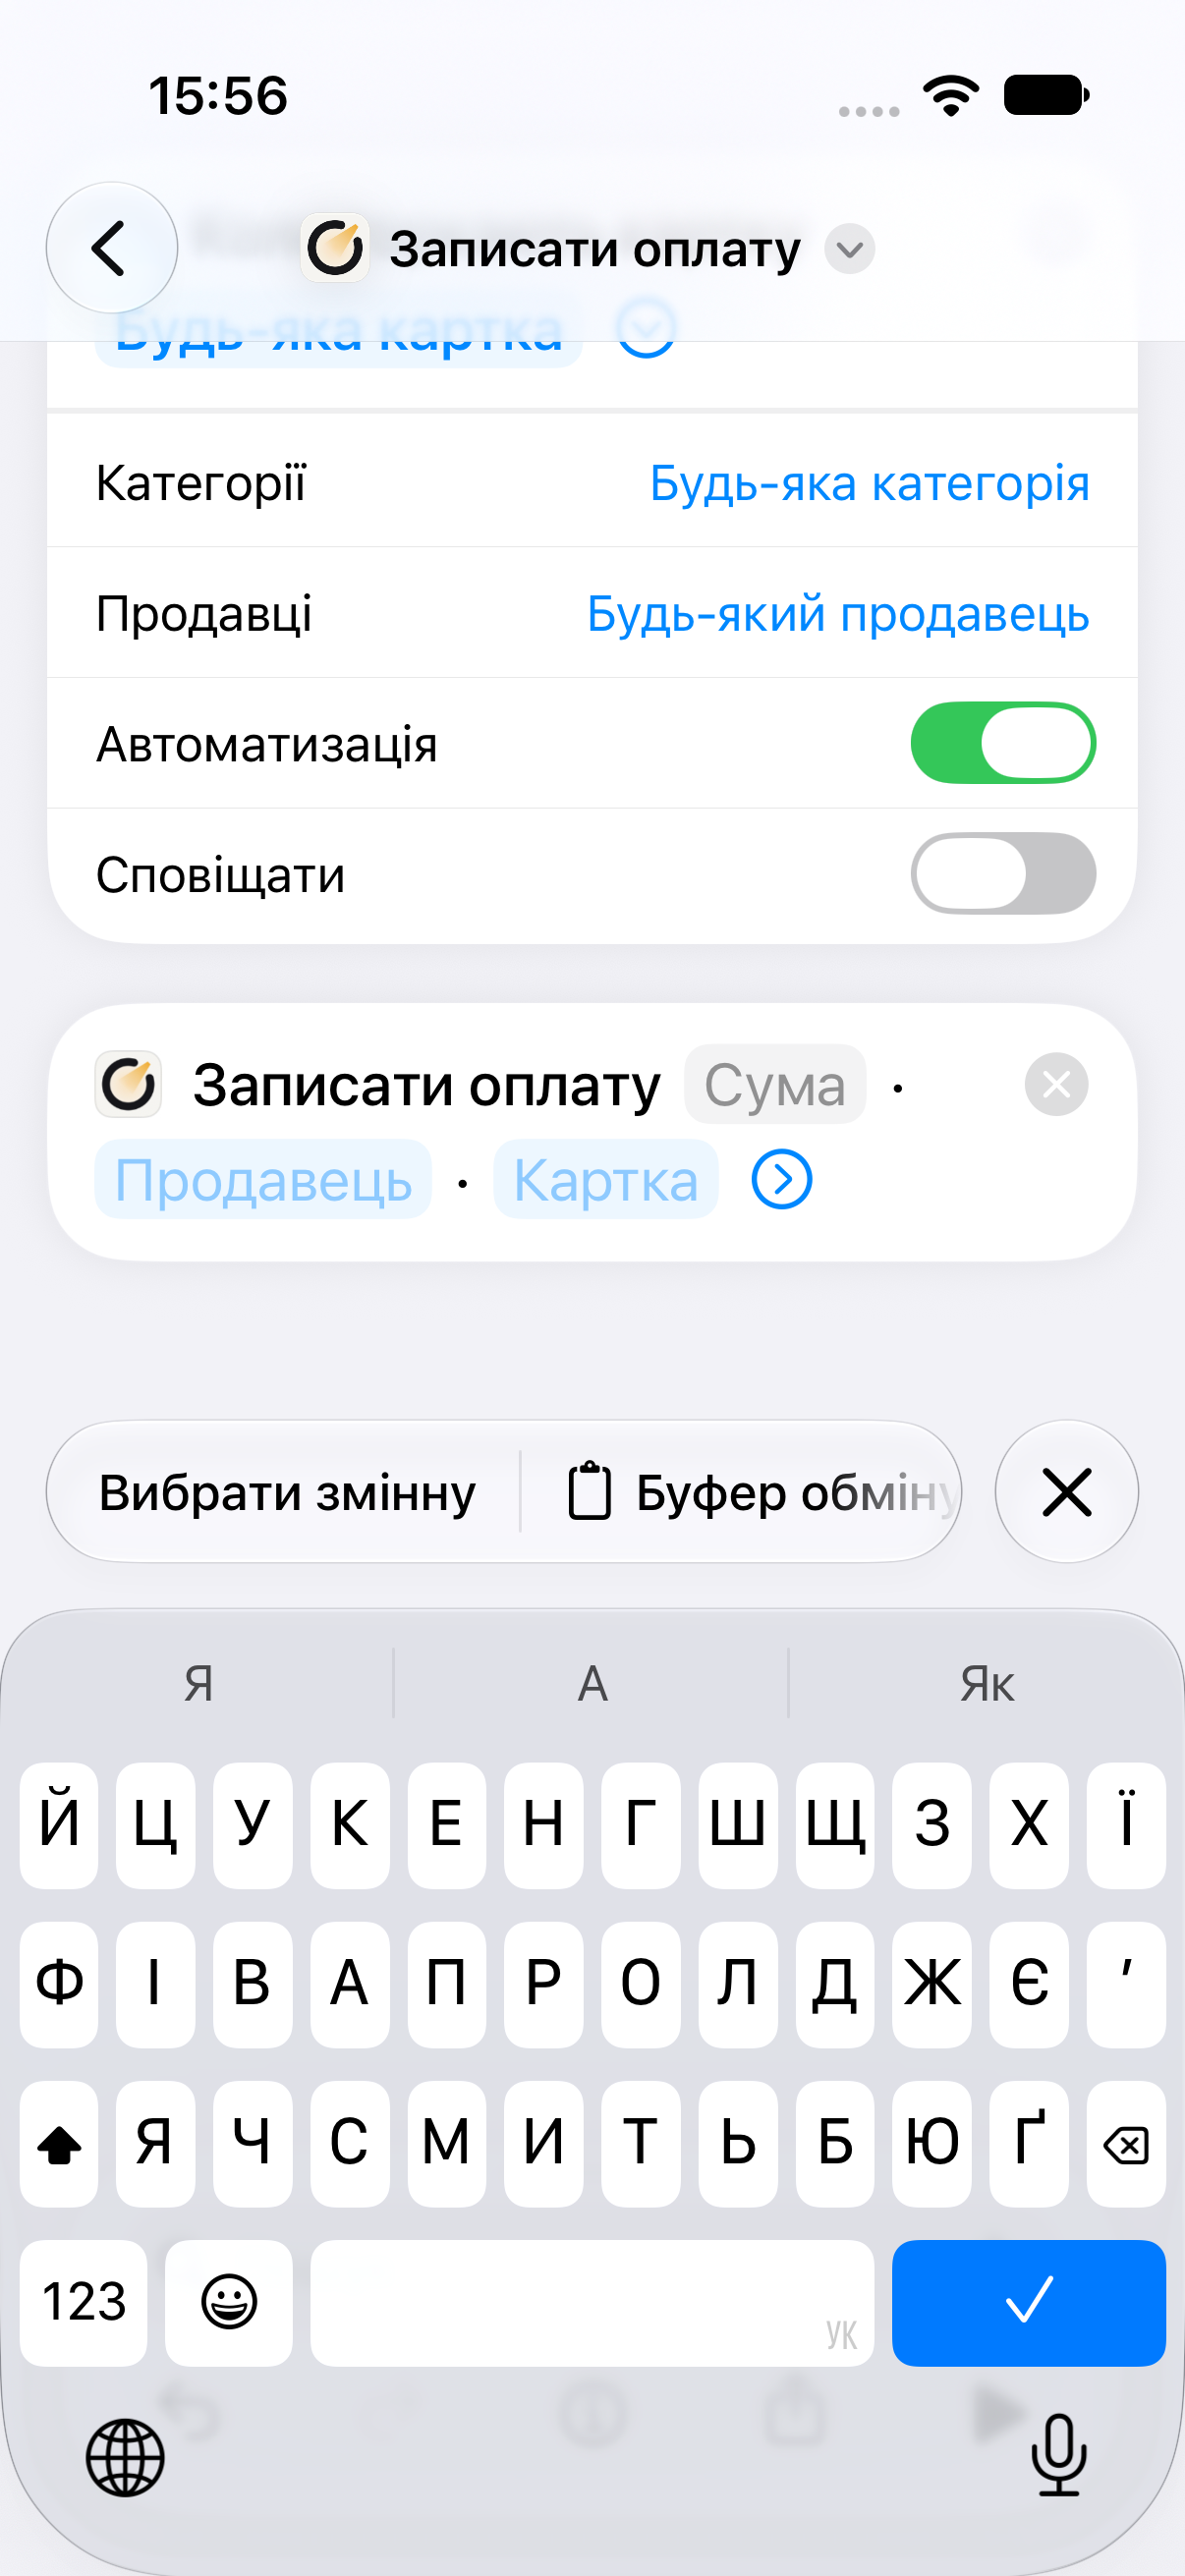 15:56
Записати оплату
Будь-яка картка
Категорії Будь-яка категорія
Продавці Будь-який продавець
Автоматизація
Сповіщати
Записати оплату Сума ·
Продавець · Картка
Вибрати змінну Буфер обміну
Я А Як
Й Ц У К Е Н Г Ш Щ З Х Ї
Ф І В А П Р О Л Д Ж Є ʼ
Я Ч С М И Т Ь Б Ю Ґ
123 УК